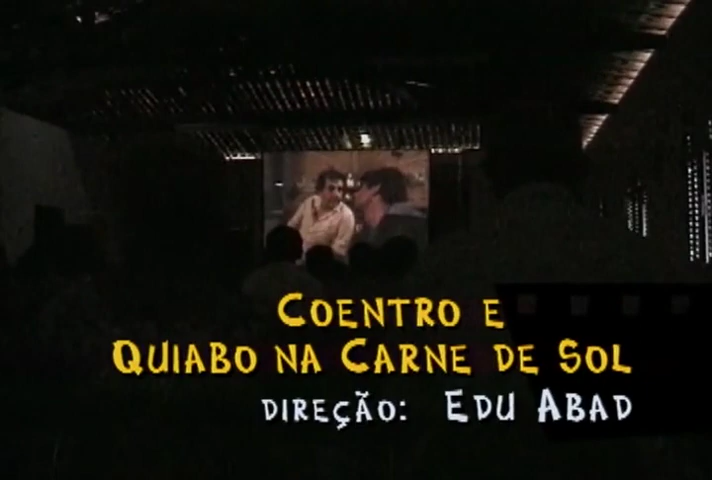 COENTRO E
QUIABO NA CARNE DE SOL
DIREÇÃO: EDU ABAD